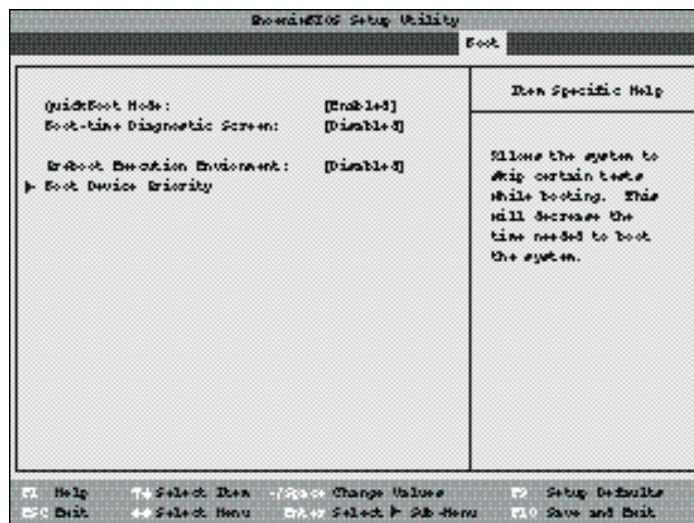 PhoenixBIOS Setup Utility
Boot
QuickBoot Mode: [Enabled]
Boot-time Diagnostic Screen: [Disabled]
Preboot Execution Envionment: [Disabled]
▶ Boot Device Priority
Item Specific Help
Allows the system to
skip certain tests
while booting. This
will decrease the
time needed to boot
the system.
F1 Help ↑↓ Select Item -/Space Change Values F9 Setup Defaults
ESC Exit ↔ Select Menu Enter Select ▶ Sub-Menu F10 Save and Exit